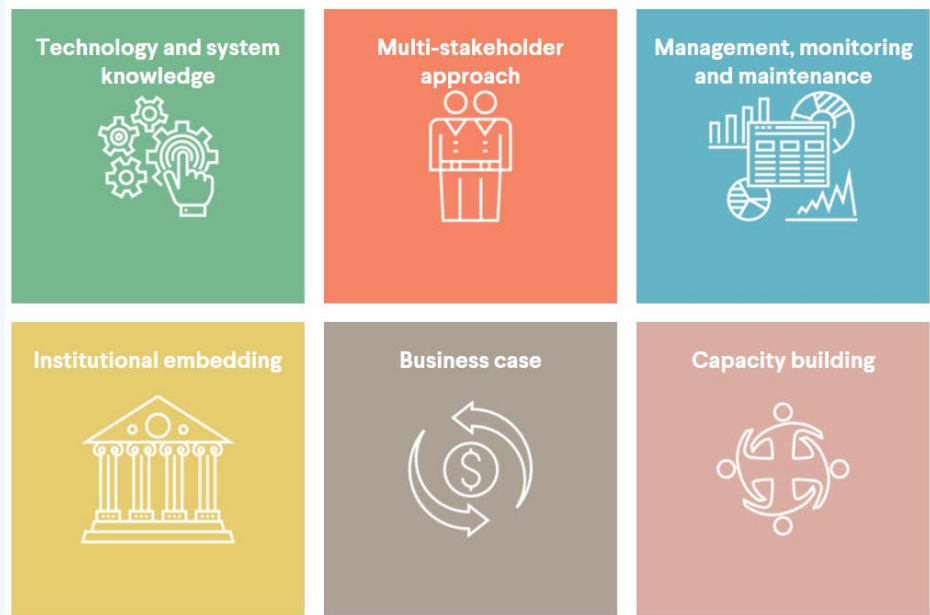 Technology and system
knowledge
Multi-stakeholder
approach
Management, monitoring
and maintenance
Institutional embedding
Business case
$
Capacity building